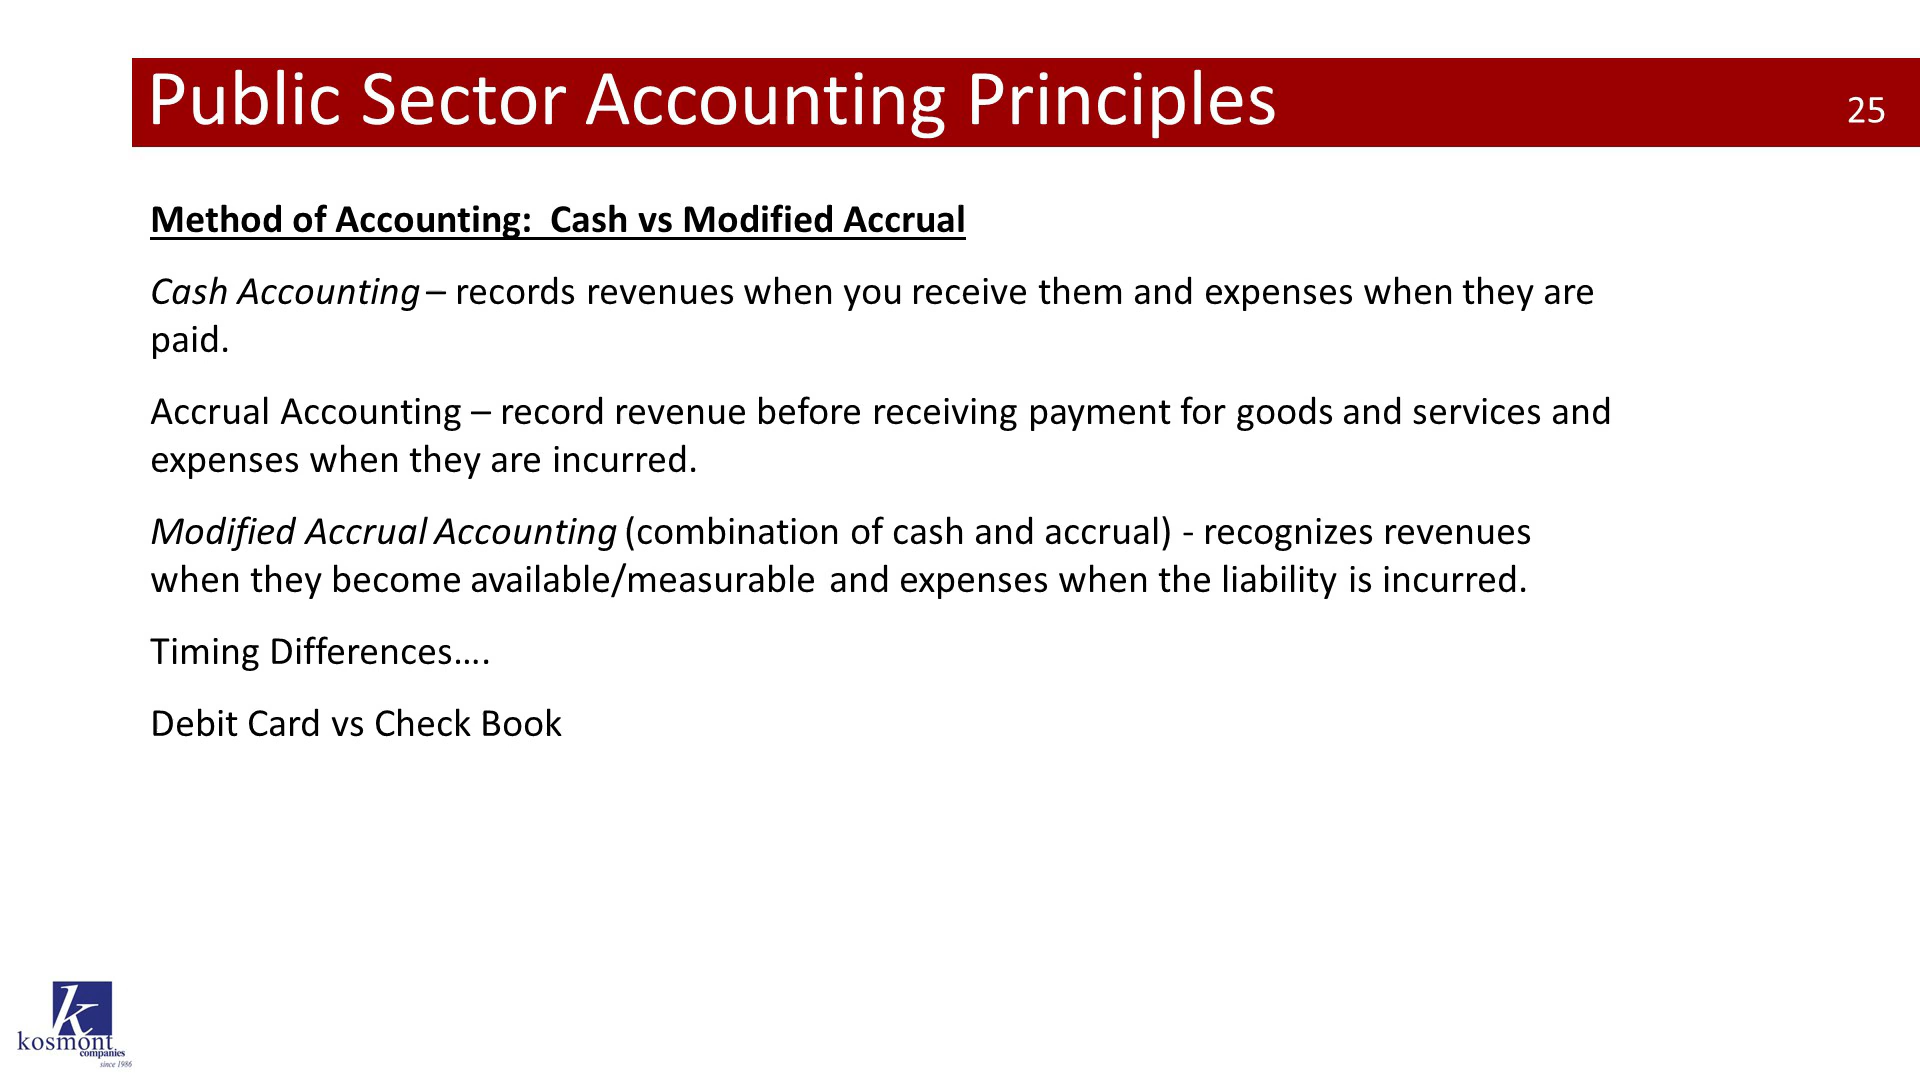 Public Sector Accounting Principles
25
Method of Accounting:  Cash vs Modified Accrual
Cash Accounting – records revenues when you receive them and expenses when they are
paid.
Accrual Accounting – record revenue before receiving payment for goods and services and
expenses when they are incurred.
Modified Accrual Accounting (combination of cash and accrual) - recognizes revenues
when they become available/measurable and expenses when the liability is incurred.
Timing Differences….
Debit Card vs Check Book
k
kosmont
companies
since 1986